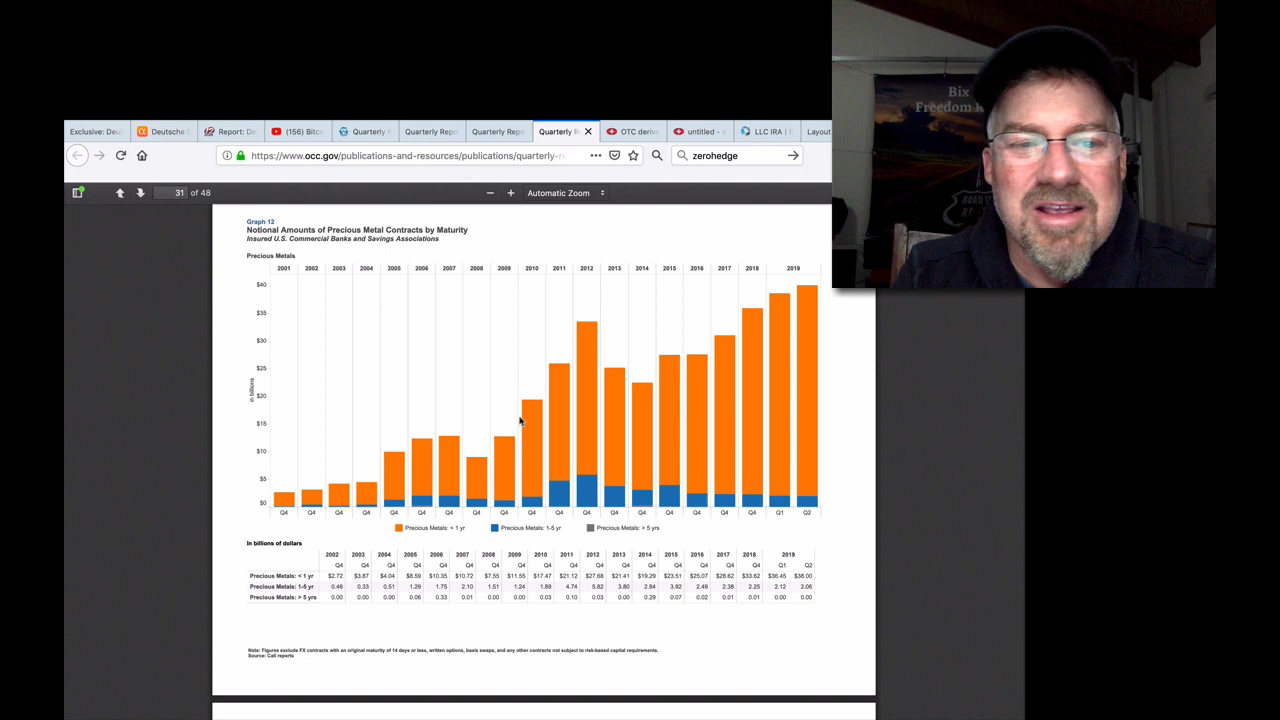 Exclusive: Deut
Deutsche
Report: De
(156) Bitco
Quarterly R
Quarterly Repo
Quarterly Repo
Quarterly R
OTC deriva
untitled -
LLC IRA | P
Layout
https://www.occ.gov/publications-and-resources/publications/quarterly-r
zerohedge
31 of 48
Automatic Zoom
Bix
Freedom
Graph 12
Notional Amounts of Precious Metal Contracts by Maturity
Insured U.S. Commercial Banks and Savings Associations
Precious Metals
2001 2002 2003 2004 2005 2006 2007 2008 2009 2010 2011 2012 2013 2014 2015 2016 2017 2018 2019
$40
$35
$30
$25
$20
$15
$10
$5
$0
in billions
Q4 Q4 Q4 Q4 Q4 Q4 Q4 Q4 Q4 Q4 Q4 Q4 Q4 Q4 Q4 Q4 Q4 Q4 Q1 Q2
Precious Metals: < 1 yr Precious Metals: 1-5 yr Precious Metals: > 5 yrs
In billions of dollars
2002 2003 2004 2005 2006 2007 2008 2009 2010 2011 2012 2013 2014 2015 2016 2017 2018 2019
Q4 Q4 Q4 Q4 Q4 Q4 Q4 Q4 Q4 Q4 Q4 Q4 Q4 Q4 Q4 Q4 Q4 Q1 Q2
Precious Metals: < 1 yr $2.72 $3.87 $4.04 $8.59 $10.35 $10.72 $7.55 $11.55 $17.47 $21.12 $27.68 $21.41 $19.29 $23.51 $25.07 $28.62 $33.62 $36.45 $38.00
Precious Metals: 1-5 yr 0.46 0.33 0.51 1.29 1.75 2.10 1.51 1.24 1.89 4.74 5.82 3.80 2.84 3.92 2.49 2.38 2.25 2.12 2.06
Precious Metals: > 5 yrs 0.00 0.00 0.00 0.06 0.33 0.01 0.00 0.00 0.03 0.10 0.03 0.00 0.29 0.07 0.02 0.01 0.01 0.00 0.00
Note: Figures exclude FX contracts with an original maturity of 14 days or less, written options, basis swaps, and any other contracts not subject to risk-based capital requirements.
Source: Call reports